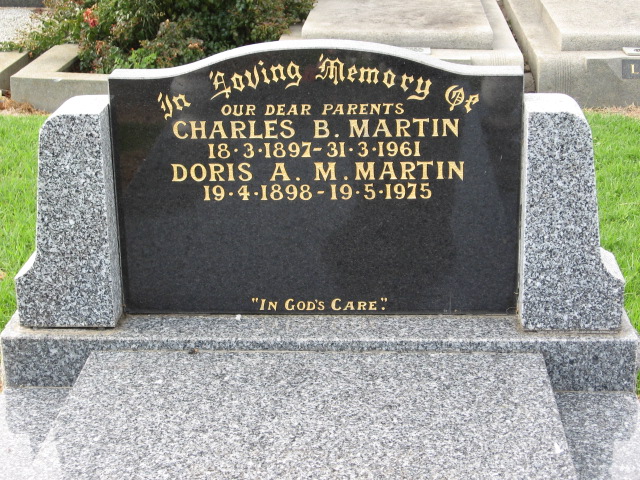 In Loving Memory Of
OUR DEAR PARENTS
CHARLES B. MARTIN
18·3·1897-31·3·1961
DORIS A. M. MARTIN
19·4·1898-19·5·1975
"IN GOD'S CARE."